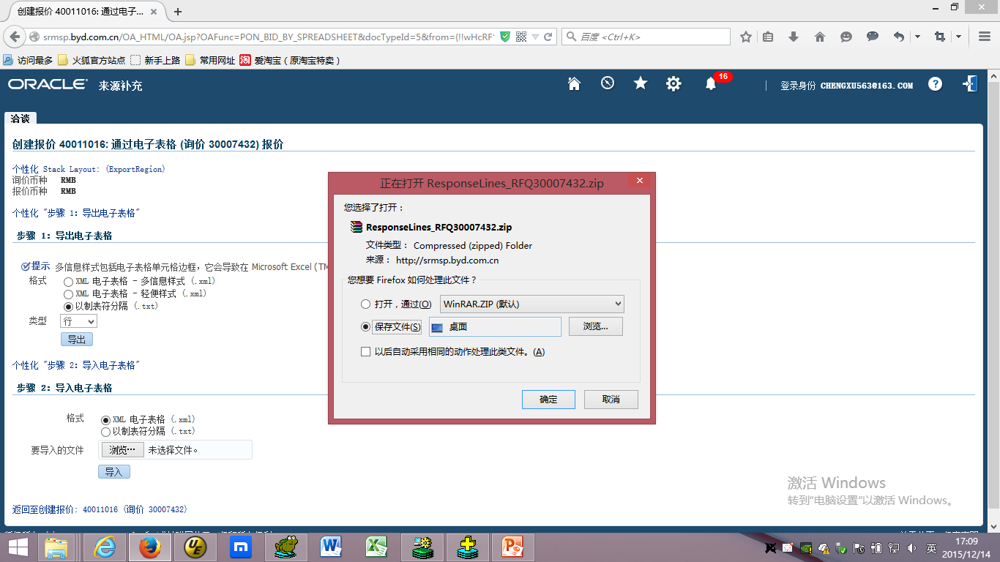 创建报价 40011016: 通过电子...
srmsp.byd.com.cn/OA_HTML/OA.jsp?OAFunc=PON_BID_BY_SPREADSHEET&docTypeId=5&from={!!wHcRF
百度 <Ctrl+K>
访问最多 火狐官方站点 新手上路 常用网址 淘 爱淘宝（原淘宝特卖）
ORACLE 来源补充
16
登录身份 CHENGXU563@163.COM
洽谈
创建报价 40011016: 通过电子表格 (询价 30007432) 报价
个性化 Stack Layout: (ExportRegion)
询价币种 RMB
报价币种 RMB
个性化 "步骤 1: 导出电子表格"
步骤 1: 导出电子表格
提示 多信息样式包括电子表格单元格边框，它会导致在 Microsoft Excel (TM
格式
XML 电子表格 - 多信息样式 (.xml)
XML 电子表格 - 轻便样式 (.xml)
以制表符分隔 (.txt)
类型 行
导出
个性化 "步骤 2: 导入电子表格"
步骤 2: 导入电子表格
格式
XML 电子表格 (.xml)
以制表符分隔 (.txt)
要导入的文件 浏览… 未选择文件。
导入
返回至创建报价: 40011016 (询价 30007432)
正在打开 ResponseLines_RFQ30007432.zip
您选择了打开：
ResponseLines_RFQ30007432.zip
文件类型： Compressed (zipped) Folder
来源： http://srmsp.byd.com.cn
您想要 Firefox 如何处理此文件？
打开，通过(O) WinRAR.ZIP (默认)
保存文件(S) 桌面 浏览...
以后自动采用相同的动作处理此类文件。(A)
确定 取消
激活 Windows
转到"电脑设置"以激活 Windows。
英
17:09
2015/12/14